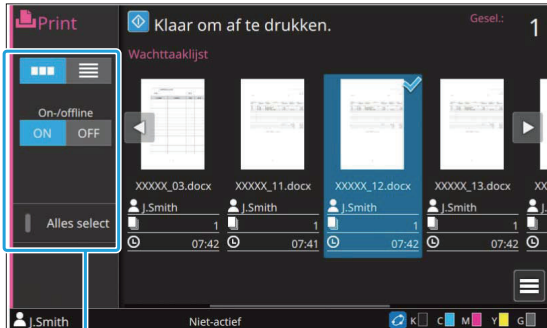 Print
Klaar om af te drukken.
Gesel.:
1
Wachttaaklijst
On-/offline
ON OFF
Alles select
XXXXX_03.docx
J.Smith
1
07:42
XXXXX_11.docx
J.Smith
1
07:41
XXXXX_12.docx
J.Smith
1
07:42
XXXXX_13.docx
J.Smith
1
07:42
XX
J.
J.Smith
Niet-actief
K C M Y G